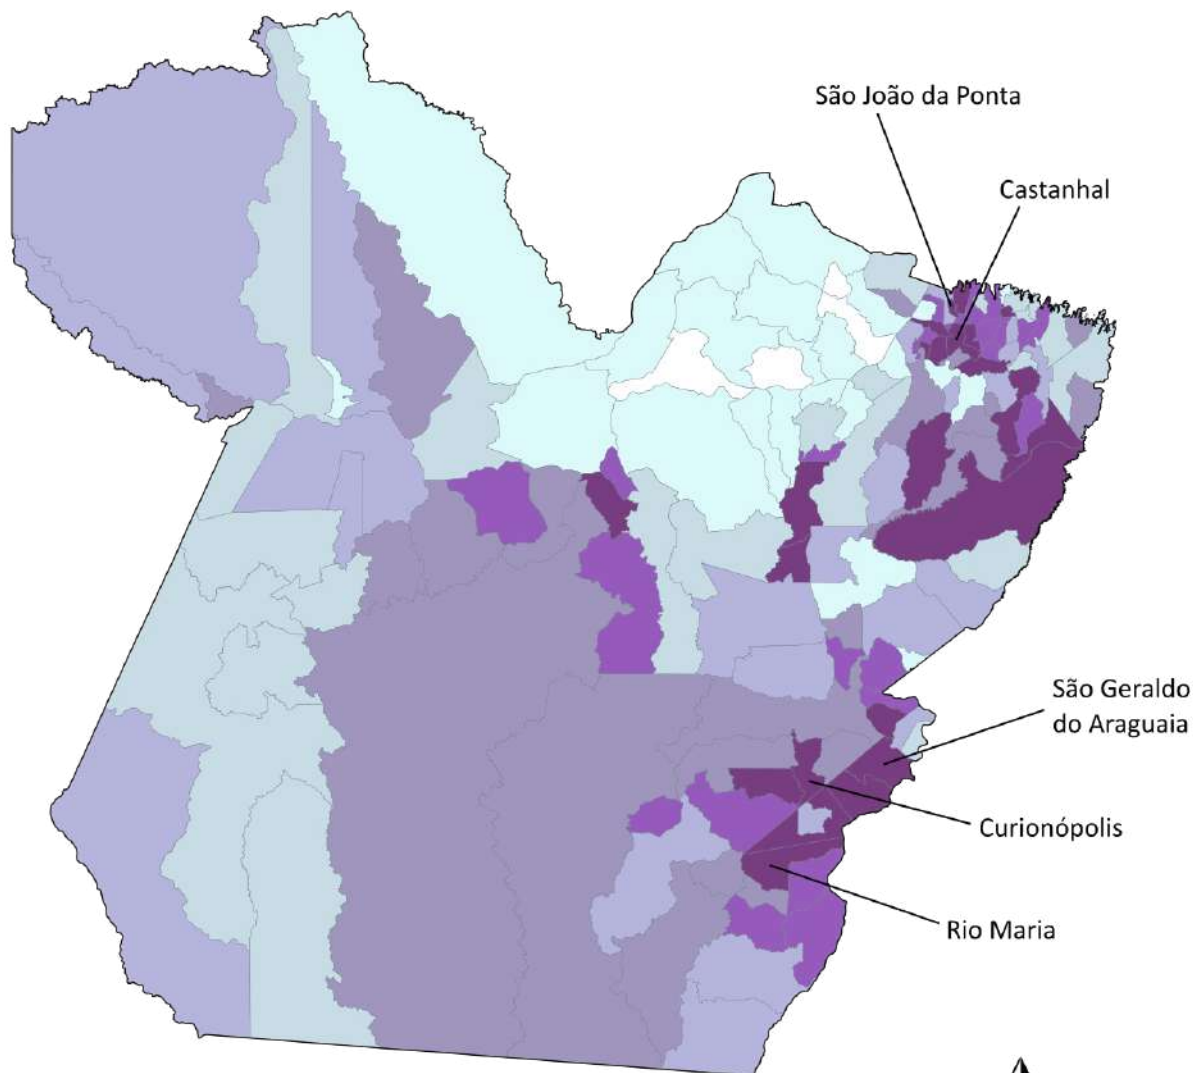 São João da Ponta
Castanhal
São Geraldo
do Araguaia
Curionópolis
Rio Maria